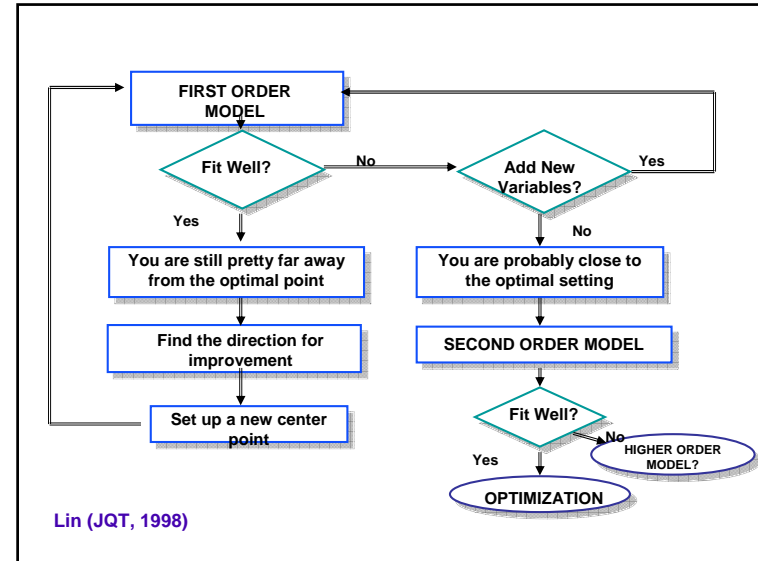 FIRST ORDER
MODEL
Fit Well?
No
Add New
Variables?
Yes
Yes
No
You are still pretty far away
from the optimal point
You are probably close to
the optimal setting
Find the direction for
improvement
SECOND ORDER MODEL
Set up a new center
point
Fit Well?
No
HIGHER ORDER
MODEL?
Yes
OPTIMIZATION
Lin (JQT, 1998)